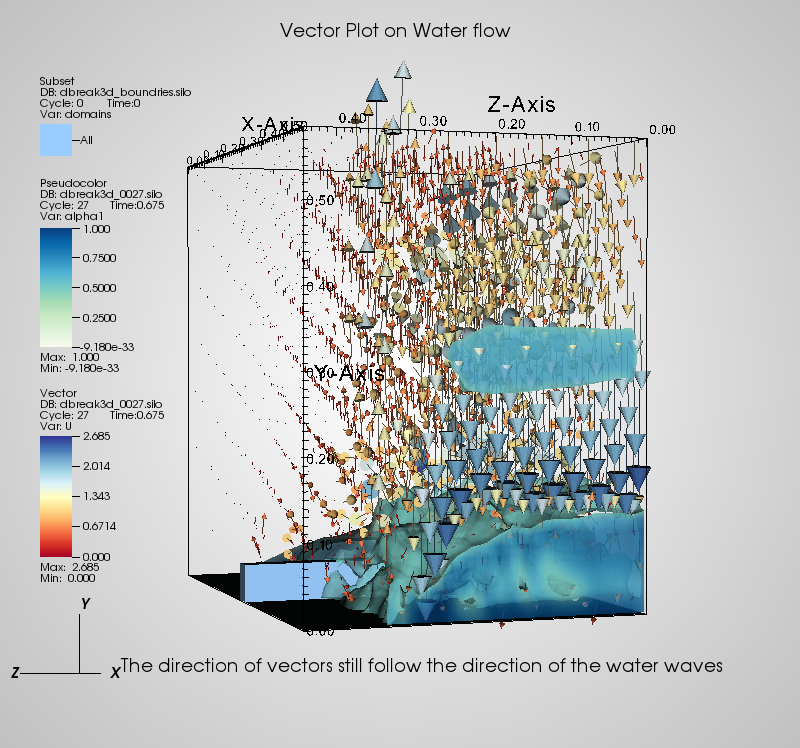 Vector Plot on Water flow
Subset
DB: dbreak3d_boundries.silo
Cycle: 0 Time:0
Var: domains
All
Pseudocolor
DB: dbreak3d_0027.silo
Cycle: 27 Time:0.675
Var: alpha1
1.000
0.7500
0.5000
0.2500
-9.180e-33
Max: 1.000
Min: -9.180e-33
Vector
DB: dbreak3d_0027.silo
Cycle: 27 Time:0.675
Var: U
2.685
2.014
1.343
0.6714
0.000
Max: 2.685
Min: 0.000
X-Axis
Z-Axis
0.40
0.30
0.20
0.10
0.00
0.50
0.40
Y-Axis
0.20
0.10
0.00
Y
Z
X
The direction of vectors still follow the direction of the water waves